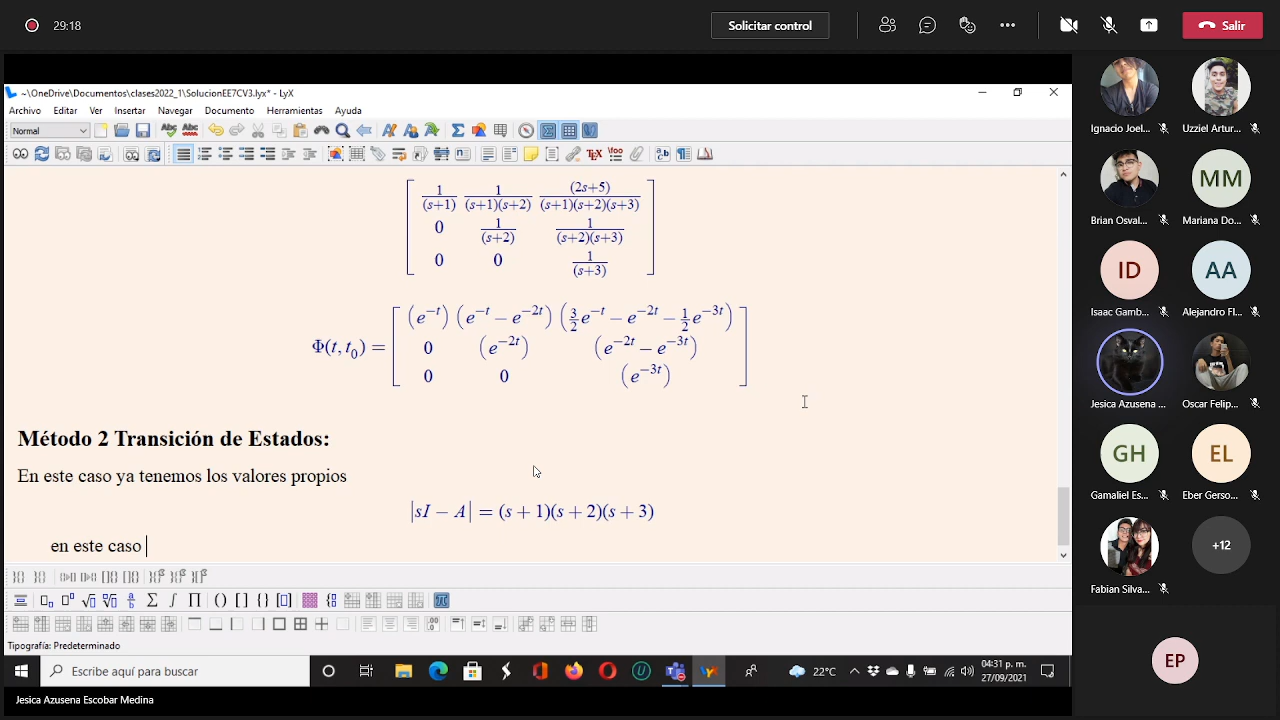 29:18
Solicitar control
Salir
~\OneDrive\Documentos\clases2022_1\SolucionEE7CV3.lyx* - LyX
Archivo Editar Ver Insertar Navegar Documento Herramientas Ayuda
Normal
[ 1/(s+1) 1/((s+1)(s+2)) (2s+5)/((s+1)(s+2)(s+3)) ]
[ 0 1/(s+2) 1/((s+2)(s+3)) ]
[ 0 0 1/(s+3) ]
Φ(t, t₀) = [ (e^{-t}) (e^{-t} − e^{-2t}) (3/2 e^{-t} − e^{-2t} − 1/2 e^{-3t}) ]
[ 0 (e^{-2t}) (e^{-2t} − e^{-3t}) ]
[ 0 0 (e^{-3t}) ]
Método 2 Transición de Estados:
En este caso ya tenemos los valores propios
|sI − A| = (s + 1)(s + 2)(s + 3)
en este caso
Tipografía: Predeterminado
Escribe aquí para buscar
22°C
04:31 p. m.
27/09/2021
Jesica Azusena Escobar Medina
Ignacio Joel...
Uzziel Artur...
Brian Osval...
MM
Mariana Do...
ID
Isaac Gamb...
AA
Alejandro Fl...
Jesica Azusena ...
Oscar Felip...
GH
Gamaliel Es...
EL
Eber Gerso...
Fabian Silva...
+12
EP